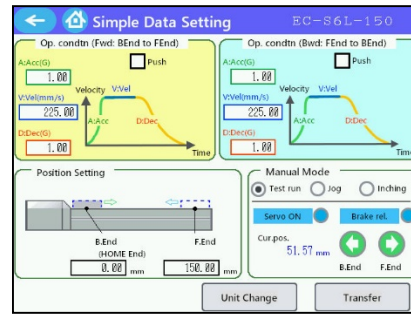 Simple Data Setting EC-S6L-150
Op. condtn (Fwd: BEnd to FEnd)
A:Acc(G)
1.00
Push
V:Vel(mm/s)
225.00
D:Dec(G)
1.00
Velocity V:Vel
A:Acc D:Dec
Time
Op. condtn (Bwd: FEnd to BEnd)
A:Acc(G)
1.00
Push
V:Vel(mm/s)
225.00
D:Dec(G)
1.00
Velocity V:Vel
A:Acc D:Dec
Time
Position Setting
B.End F.End
(HOME End)
0.00 mm 150.00 mm
Manual Mode
Test run Jog Inching
Servo ON Brake rel.
Cur.pos.
51.57 mm
B.End F.End
Unit Change Transfer